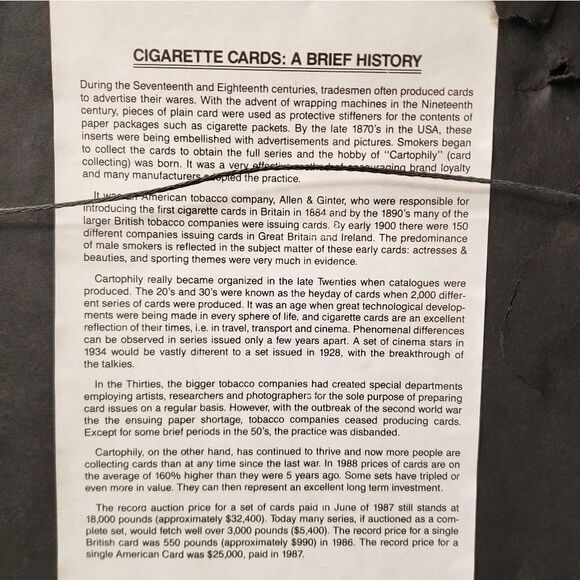 CIGARETTE CARDS: A BRIEF HISTORY
During the Seventeenth and Eighteenth centuries, tradesmen often produced cards
to advertise their wares. With the advent of wrapping machines in the Nineteenth
century, pieces of plain card were used as protective stiffeners for the contents of
paper packages such as cigarette packets. By the late 1870's in the USA, these
inserts were being embellished with advertisements and pictures. Smokers began
to collect the cards to obtain the full series and the hobby of "Cartophily" (card
collecting) was born. It was a very effective method of encouraging brand loyalty
and many manufacturers adopted the practice.
It was an American tobacco company, Allen & Ginter, who were responsible for
introducing the first cigarette cards in Britain in 1884 and by the 1890's many of the
larger British tobacco companies were issuing cards. By early 1900 there were 150
different companies issuing cards in Great Britain and Ireland. The predominance
of male smokers is reflected in the subject matter of these early cards: actresses &
beauties, and sporting themes were very much in evidence.
Cartophily really became organized in the late Twenties when catalogues were
produced. The 20's and 30's were known as the heyday of cards when 2,000 differ-
ent series of cards were produced. It was an age when great technological develop-
ments were being made in every sphere of life, and cigarette cards are an excellent
reflection of their times, i.e. in travel, transport and cinema. Phenomenal differences
can be observed in series issued only a few years apart. A set of cinema stars in
1934 would be vastly different to a set issued in 1928, with the breakthrough of
the talkies.
In the Thirties, the bigger tobacco companies had created special departments
employing artists, researchers and photographers for the sole purpose of preparing
card issues on a regular basis. However, with the outbreak of the second world war
the the ensuing paper shortage, tobacco companies ceased producing cards.
Except for some brief periods in the 50's, the practice was disbanded.
Cartophily, on the other hand, has continued to thrive and now more people are
collecting cards than at any time since the last war. In 1988 prices of cards are on
the average of 160% higher than they were 5 years ago. Some sets have tripled or
even more in value. They can then represent an excellent long term investment.
The record auction price for a set of cards paid in June of 1987 still stands at
18,000 pounds (approximately $32,400). Today many series, if auctioned as a com-
plete set, would fetch well over 3,000 pounds ($5,400). The record price for a single
British card was 550 pounds (approximately $990) in 1986. The record price for a
single American Card was $25,000, paid in 1987.